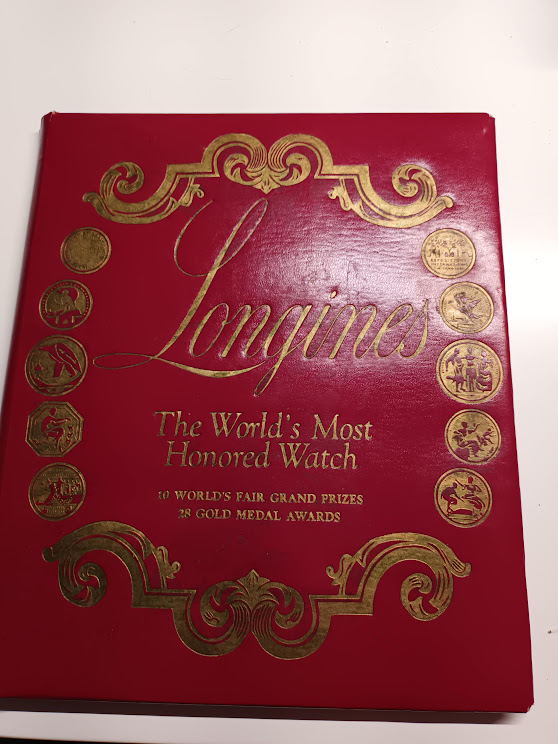 Longines
The World's Most
Honored Watch
10 WORLD'S FAIR GRAND PRIZES
28 GOLD MEDAL AWARDS